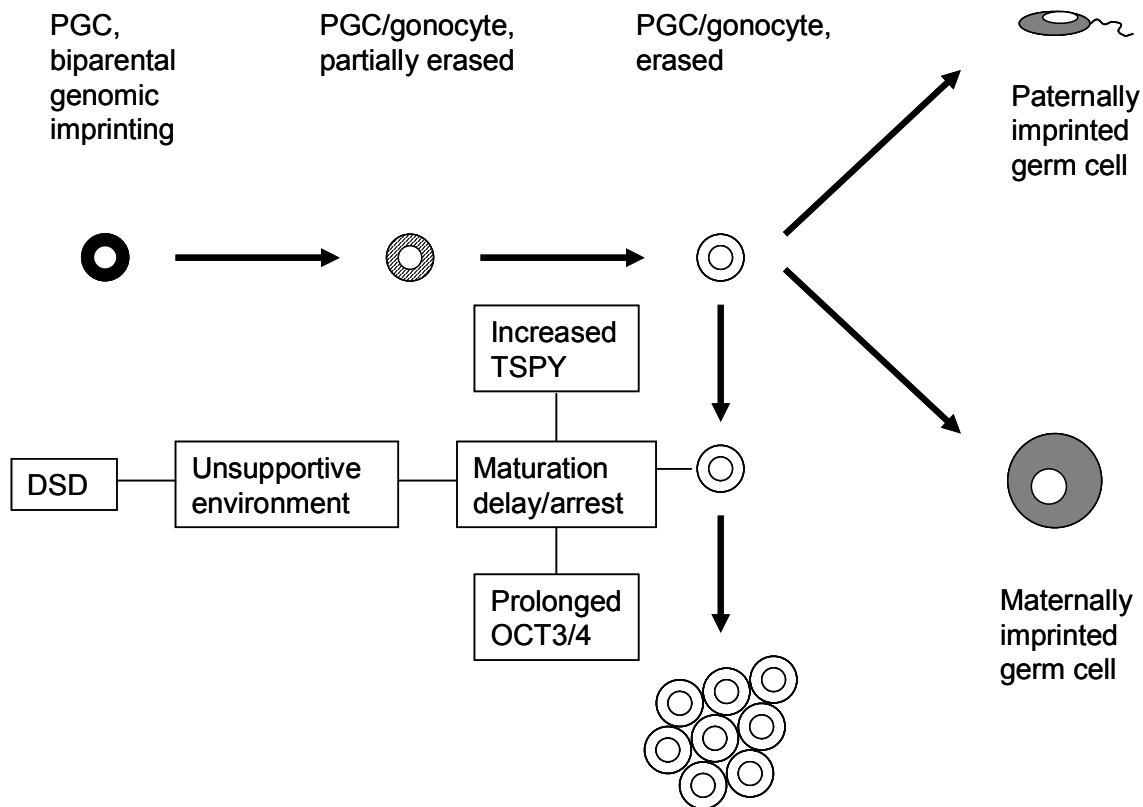 PGC,
biparental
genomic
imprinting
PGC/gonocyte,
partially erased
PGC/gonocyte,
erased
Paternally
imprinted
germ cell
Increased
TSPY
DSD
Unsupportive
environment
Maturation
delay/arrest
Prolonged
OCT3/4
Maternally
imprinted
germ cell